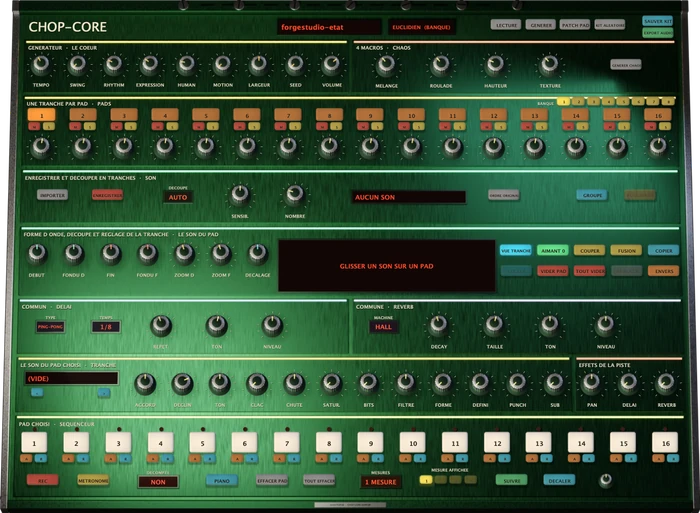 CHOP-CORE
forgestudio-etat
EUCLIDIEN (BANQUE)
LECTURE
GENERER
PATCH PAD
SAUVER KIT
EXPORT AUDIO
GENERATEUR · LE COEUR
4 MACROS · CHAOS
TEMPO SWING RHYTHM EXPRESSION HUMAN MOTION LARGEUR SEED VOLUME
MELANGE ROULADE HAUTEUR TEXTURE
UNE TRANCHE PAR PAD · PADS
BANQUE
1 2 3 4 5 6 7 8 9 10 11 12 13 14 15 16
ENREGISTRER ET DECOUPER EN TRANCHES · SON
IMPORTER
ENREGISTRER
DECOUPE
AUTO
SENSIB. NOMBRE
AUCUN SON
GROUPE
FORME D ONDE, DECOUPE ET REGLAGE DE LA TRANCHE · LE SON DU PAD
DEBUT FONDU D FIN FONDU F ZOOM D ZOOM F DECALAGE
GLISSER UN SON SUR UN PAD
VUE TRANCHE AIMANT 0 COUPER FUSION COPIER
VIDER PAD TOUT VIDER ENVERS
COMMUN · DELAI
TYPE
PING-PONG
TEMPS
1/8
REPET TON NIVEAU
COMMUNE · REVERB
MACHINE
HALL
DECAY TAILLE TON NIVEAU
LE SON DU PAD CHOISI · TRANCHE
(VIDE)
ACCORD TON ELAG CHUTE SATUR. BITS FILTRE FORME DEFINI PUNCH SUB
EFFETS DE LA PISTE
PAN DELAI REVERB
PAD CHOISI · SEQUENCEUR
1 2 3 4 5 6 7 8 9 10 11 12 13 14 15 16
REC
METRONOME
DECOMPTE
NON
PIANO
EFFACER PAD
TOUT EFFACER
MESURES
1 MESURE
MESURE AFFICHEE
1
SUIVRE
DECALER